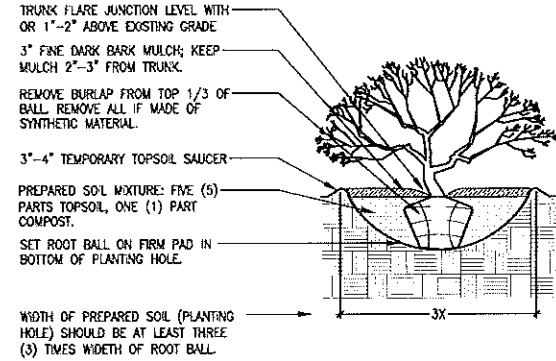 TRUNK FLARE JUNCTION LEVEL WITH
OR 1"-2" ABOVE EXISTING GRADE
3" FINE DARK BARK MULCH; KEEP
MULCH 2"-3" FROM TRUNK.
REMOVE BURLAP FROM TOP 1/3 OF
BALL. REMOVE ALL IF MADE OF
SYNTHETIC MATERIAL.
3"-4" TEMPORARY TOPSOIL SAUCER
PREPARED SOIL MIXTURE: FIVE (5)
PARTS TOPSOIL, ONE (1) PART
COMPOST.
SET ROOT BALL ON FIRM PAD IN
BOTTOM OF PLANTING HOLE.
WIDTH OF PREPARED SOIL (PLANTING
HOLE) SHOULD BE AT LEAST THREE
(3) TIMES WIDETH OF ROOT BALL.
3X